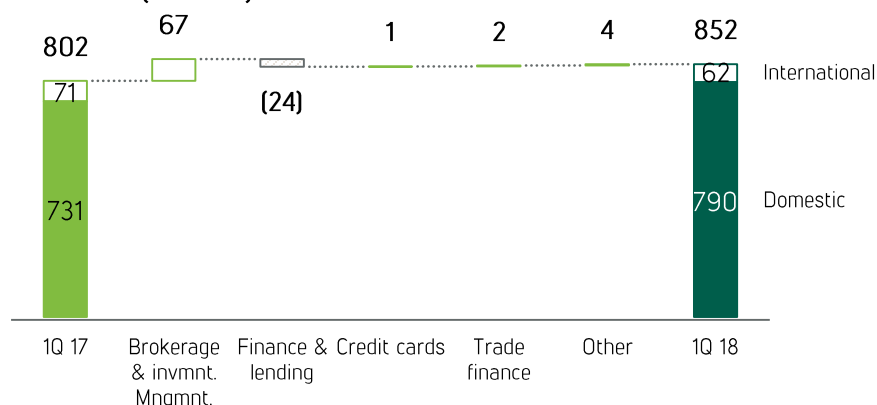 67
1
2
4
852
802
62
International
71
(24)
731
790
Domestic
1Q 17
Brokerage
& invmnt.
Mngmnt.
Finance &
lending
Credit cards
Trade
finance
Other
1Q 18